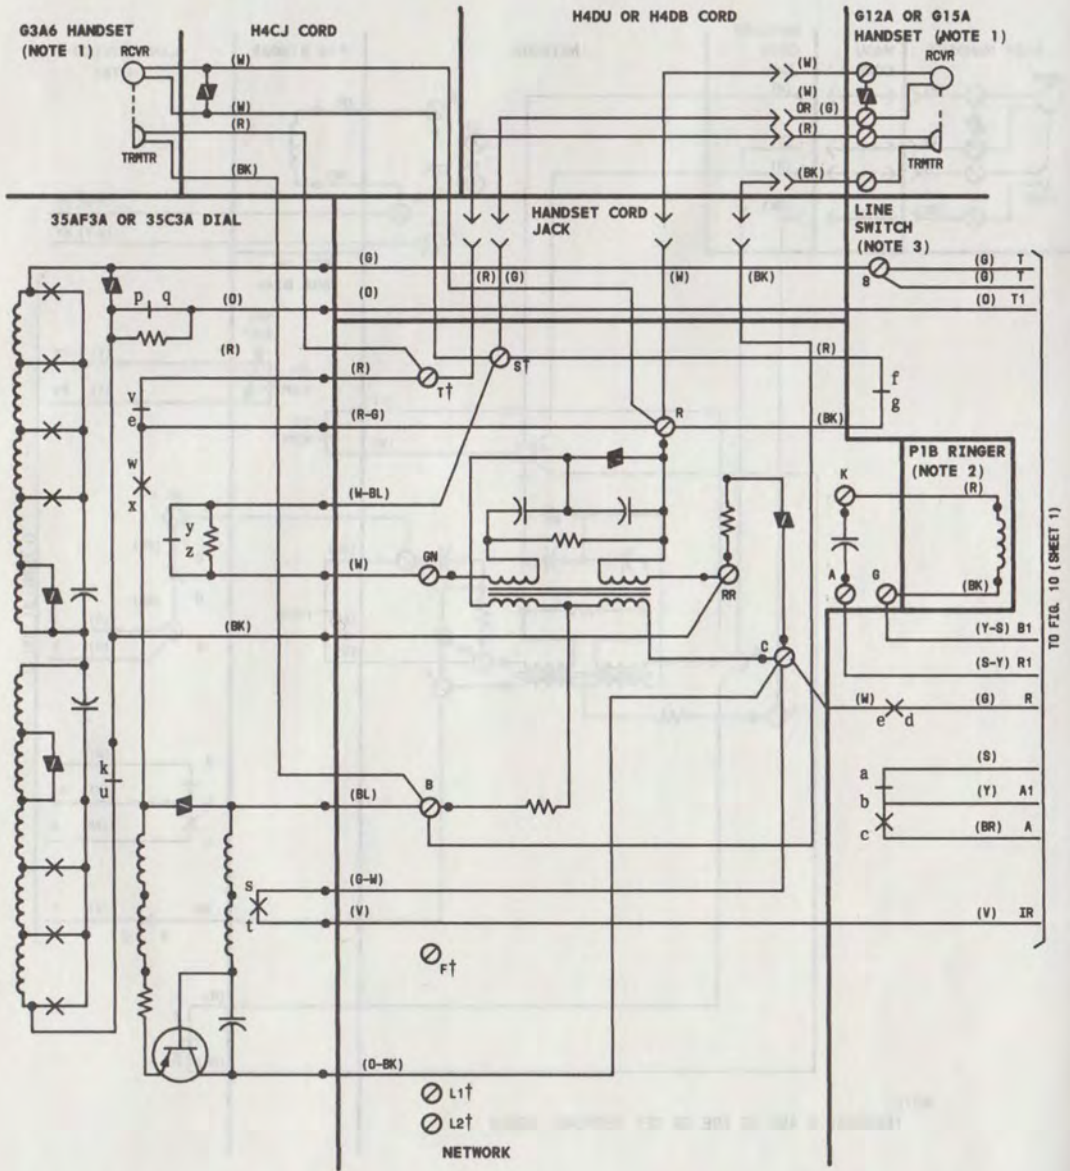 G3A6 HANDSET
(NOTE 1)
H4CJ CORD
H4DU OR H4DB CORD
G12A OR G15A
HANDSET (NOTE 1)
RCVR
(W)
(W)
(R)
TRMTR
(BK)
RCVR
(W)
(W)
OR (G)
(R)
TRMTR
(BK)
35AF3A OR 35C3A DIAL
HANDSET CORD
JACK
LINE
SWITCH
(NOTE 3)
(G)
(R) (G)
(W)
(BK)
8
(G) T
(G) T
(O) T1
p q
(O)
(O)
(R)
(R)
T†
S†
(R)
f
g
v
e
(R-G)
R
(BK)
w
x
P1B RINGER
(NOTE 2)
K
(R)
(W-BL)
y
z
(W)
GN
RR
A
G
(BK)
(BK)
(Y-S) B1
C
(S-Y) R1
(W)
e d
(G) R
k
u
a
b
c
(S)
(Y) A1
(BR) A
B
(BL)
s
t
(G-W)
(V)
(V) IR
F†
(O-BK)
L1†
L2†
NETWORK
TO FIG. 10 (SHEET 1)